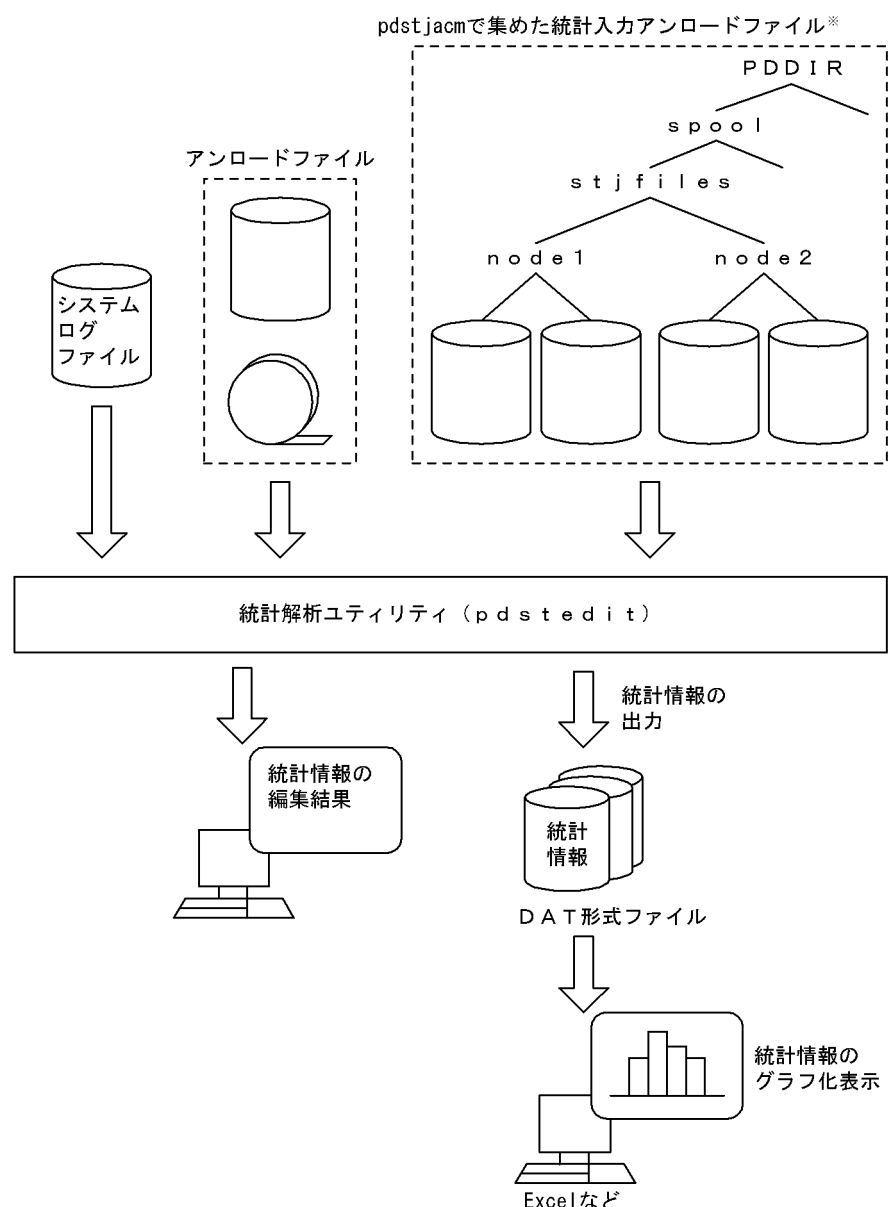 pdstjacmで集めた統計入力アンロードファイル※
PDDIR
spool
アンロードファイル
stjfiles
node1
node2
システム
ログ
ファイル
統計解析ユティリティ(pdstedit)
統計情報の
出力
統計情報の
編集結果
統計
情報
DAT形式ファイル
統計情報の
グラフ化表示
Excelなど